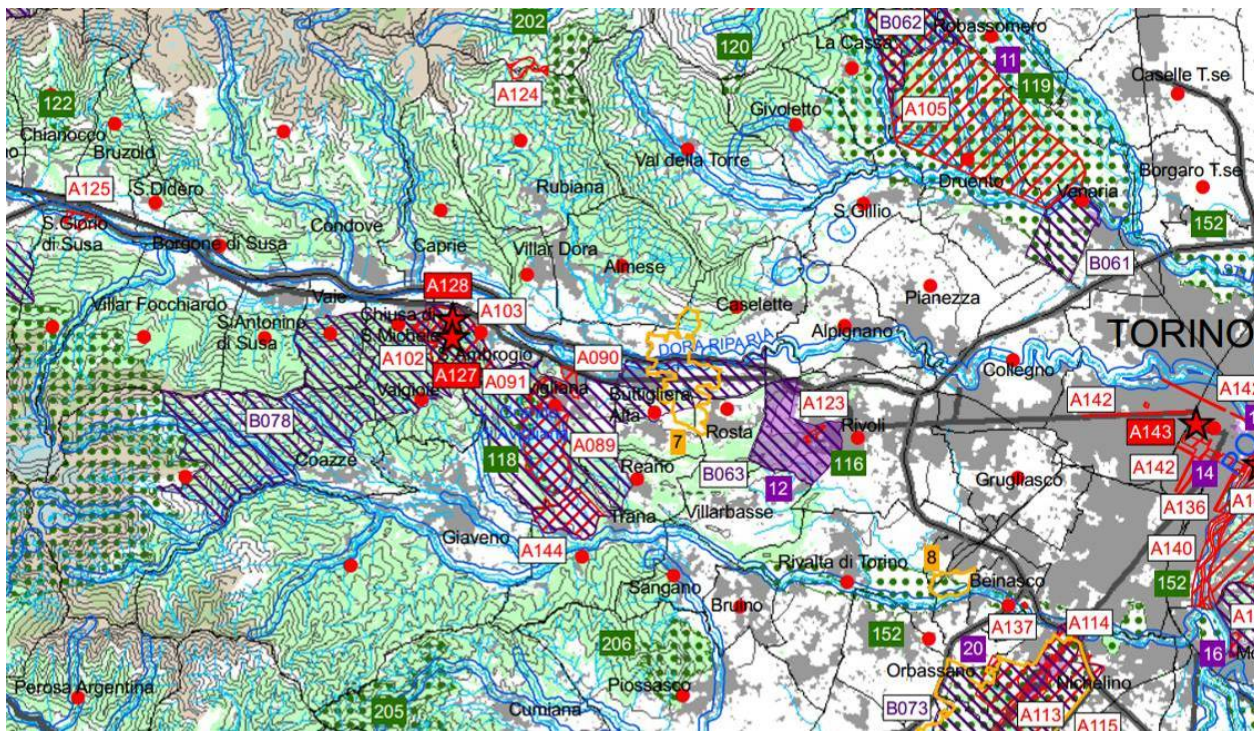 202
B062
Robassomero
La Cassa
120
11
119
Caselle T.se
122
A124
A105
Chianocco
Bruzolo
Givoletto
Val della Torre
A125
S.Didero
Rubiana
Druento
Venaria
Borgaro T.se
S.Giorio
di Susa
Condove
S.Gillio
152
Borgone di Susa
Caprie
Villar Dora
Almese
B061
A128
Pianezza
Villar Focchiardo
Vaie
Chiusa di
S.Michele
A103
Caselette
Alpignano
TORINO
S.Antonino
di Susa
DORA RIPARIA
A102
S.Ambrogio
A090
Collegno
A127
A091
Valgioie
Buttigliera
Alta
A123
A142
B078
7
Rosta
Rivoli
A143
A089
Coazze
118
Reano
B063
116
A142
14
12
Grugliasco
Trana
Villarbasse
A136
Giaveno
A144
Rivalta di Torino
8
A140
Sangano
Beinasco
152
Bruino
A137
A114
206
152
20
16
Orbassano
Perosa Argentina
Piossasco
Nichelino
205
Cumiana
B073
A113
A115